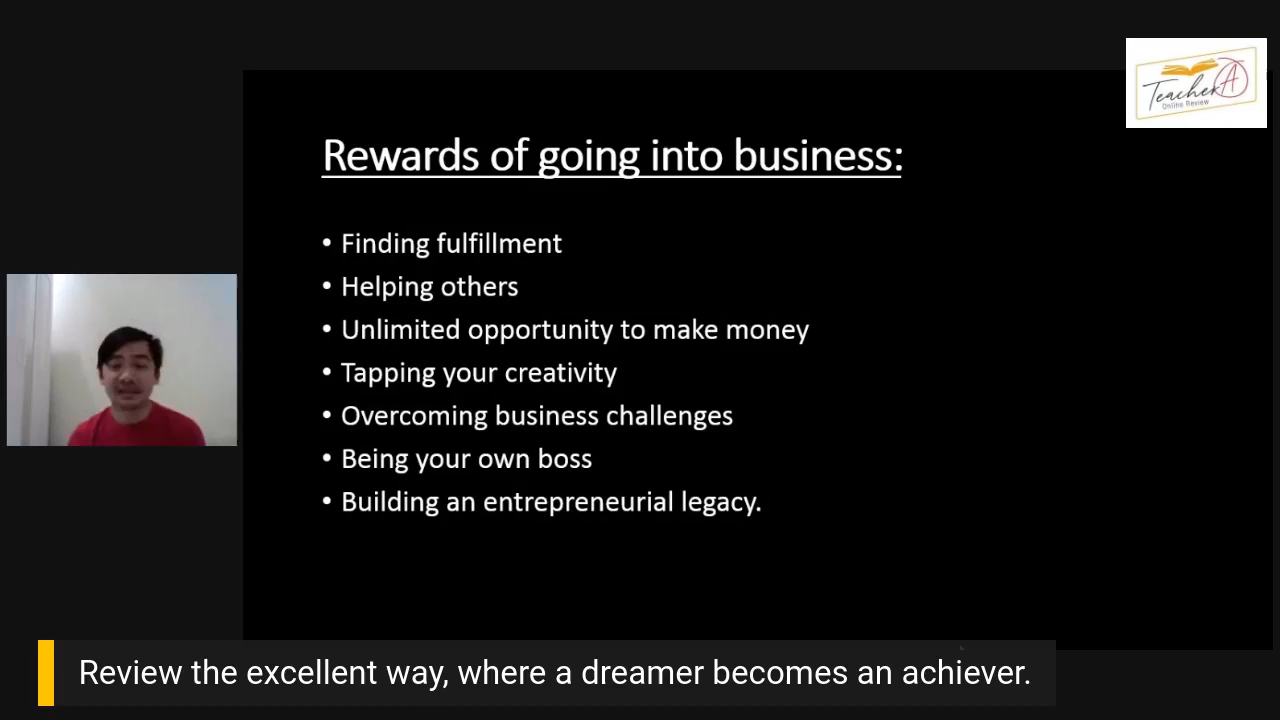 TeacherA
Online Review
Rewards of going into business:
• Finding fulfillment
• Helping others
• Unlimited opportunity to make money
• Tapping your creativity
• Overcoming business challenges
• Being your own boss
• Building an entrepreneurial legacy.
Review the excellent way, where a dreamer becomes an achiever.